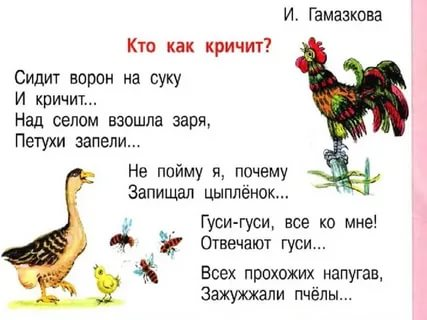 И. Гамазкова
Кто как кричит?
Сидит ворон на суку
И кричит...
Над селом взошла заря,
Петухи запели...
Не пойму я, почему
Запищал цыплёнок...
Гуси-гуси, все ко мне!
Отвечают гуси...
Всех прохожих напугав,
Зажужжали пчёлы...